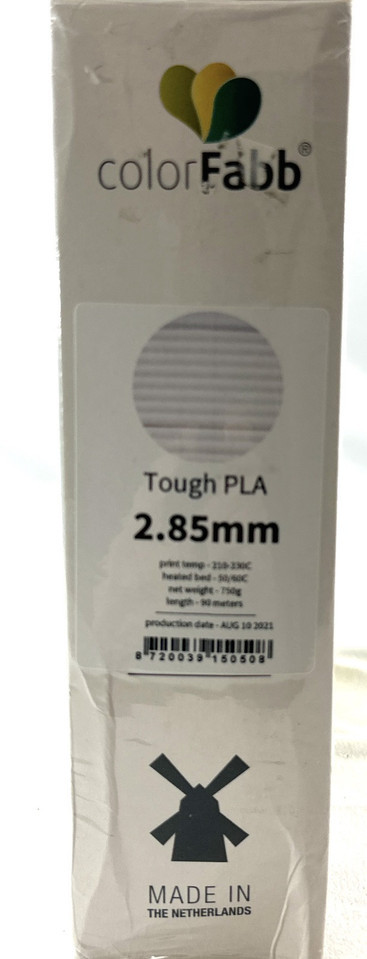 colorFabb®
Tough PLA
2.85mm
print temp - 210-230C
heated bed - 50/60C
net weight - 750g
length - 90 meters
production date - AUG 10 2021
8 720039 150508
MADE IN
THE NETHERLANDS